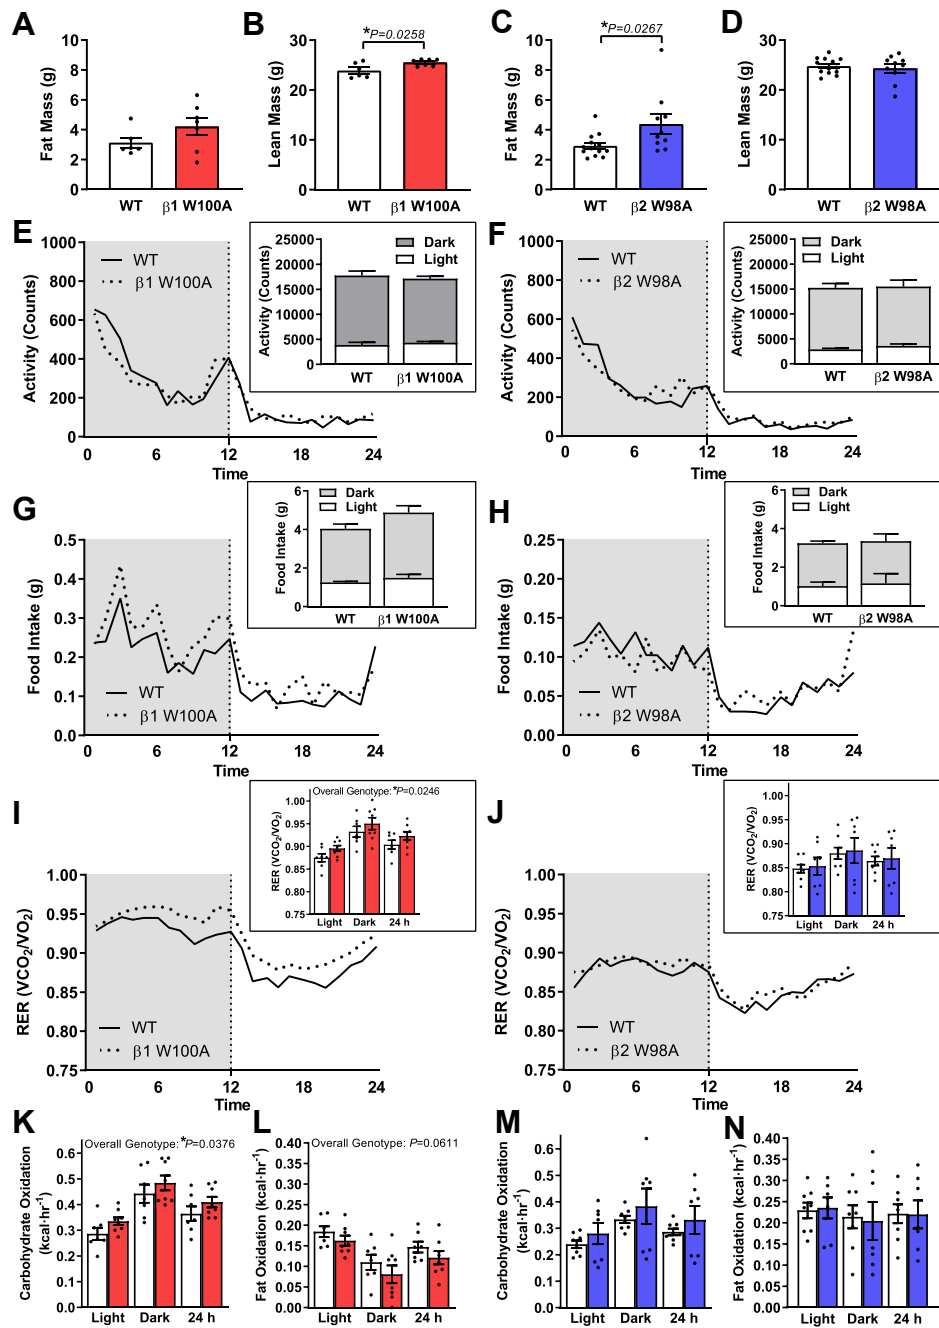 A
B
C
D
*P=0.0258
*P=0.0267
Fat Mass (g)
10
8
6
4
2
0
WT
β1 W100A
Lean Mass (g)
30
20
10
0
WT
β1 W100A
Fat Mass (g)
10
8
6
4
2
0
WT
β2 W98A
Lean Mass (g)
30
20
10
0
WT
β2 W98A
E
Activity (Counts)
1000
800
600
400
200
0
WT
β1 W100A
0
6
12
18
24
Time
Activity (Counts)
25000
20000
15000
10000
5000
0
Dark
Light
WT
β1 W100A
F
Activity (Counts)
1000
800
600
400
200
0
WT
β2 W98A
0
6
12
18
24
Time
Activity (Counts)
25000
20000
15000
10000
5000
0
Dark
Light
WT
β2 W98A
G
Food Intake (g)
0.5
0.4
0.3
0.2
0.1
0.0
WT
β1 W100A
0
6
12
18
24
Time
Food Intake (g)
6
4
2
0
Dark
Light
WT
β1 W100A
H
Food Intake (g)
0.25
0.20
0.15
0.10
0.05
0.00
WT
β2 W98A
0
6
12
18
24
Time
Food Intake (g)
6
4
2
0
Dark
Light
WT
β2 W98A
I
RER (VCO2/VO2)
1.00
0.95
0.90
0.85
0.80
0.75
WT
β1 W100A
0
6
12
18
24
Time
Overall Genotype: *P=0.0246
RER (VCO2/VO2)
1.00
0.95
0.90
0.85
0.80
0.75
Light
Dark
24 h
J
RER (VCO2/VO2)
1.00
0.95
0.90
0.85
0.80
0.75
WT
β2 W98A
0
6
12
18
24
Time
RER (VCO2/VO2)
1.00
0.95
0.90
0.85
0.80
0.75
Light
Dark
24 h
K
Overall Genotype: *P=0.0376
Carbohydrate Oxidation
(kcal·hr-1)
0.6
0.5
0.4
0.3
0.2
0.1
0.0
Light
Dark
24 h
L
Overall Genotype: P=0.0611
Fat Oxidation (kcal·hr-1)
0.40
0.35
0.30
0.25
0.20
0.15
0.10
0.05
0.00
Light
Dark
24 h
M
Carbohydrate Oxidation
(kcal·hr-1)
0.6
0.5
0.4
0.3
0.2
0.1
0.0
Light
Dark
24 h
N
Fat Oxidation (kcal·hr-1)
0.40
0.35
0.30
0.25
0.20
0.15
0.10
0.05
0.00
Light
Dark
24 h